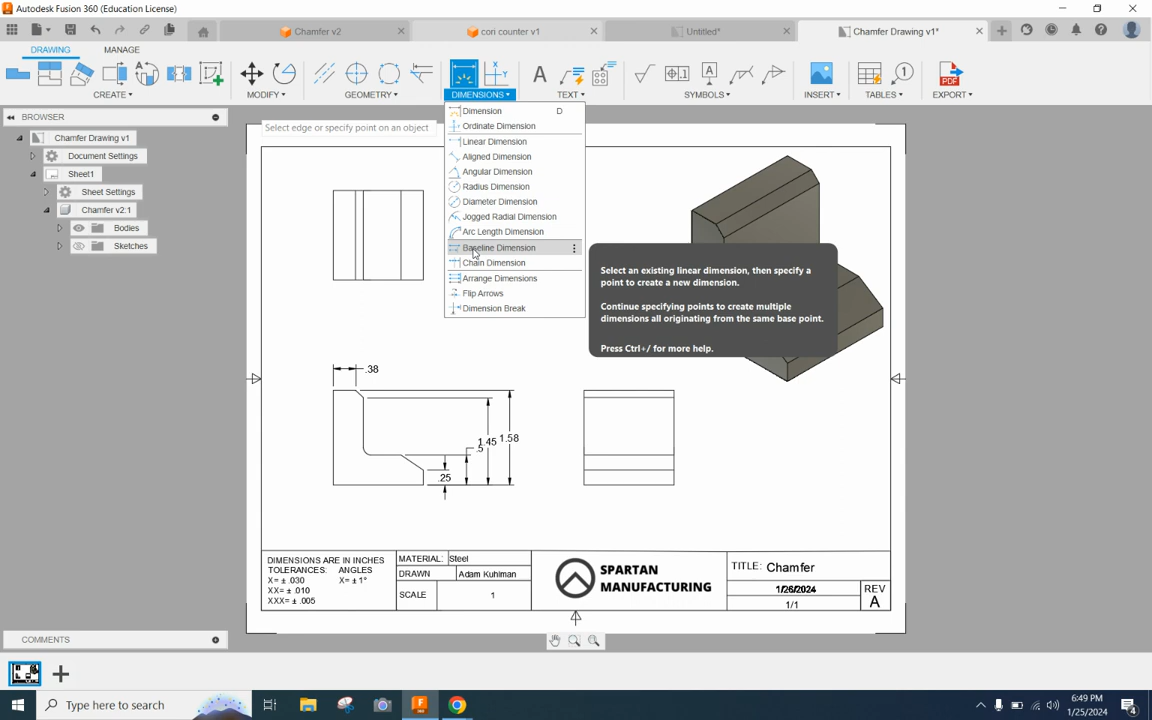 Autodesk Fusion 360 (Education License)
Chamfer v2
cori counter v1
Untitled*
Chamfer Drawing v1*
DRAWING
MANAGE
CREATE
MODIFY
GEOMETRY
DIMENSIONS
TEXT
SYMBOLS
INSERT
TABLES
EXPORT
PDF
BROWSER
Chamfer Drawing v1
Document Settings
Sheet1
Sheet Settings
Chamfer v2:1
Bodies
Sketches
Select edge or specify point on an object
Dimension D
Ordinate Dimension
Linear Dimension
Aligned Dimension
Angular Dimension
Radius Dimension
Diameter Dimension
Jogged Radial Dimension
Arc Length Dimension
Baseline Dimension
Chain Dimension
Arrange Dimensions
Flip Arrows
Dimension Break
Select an existing linear dimension, then specify a
point to create a new dimension.
Continue specifying points to create multiple
dimensions all originating from the same base point.
Press Ctrl+/ for more help.
.38
1.45
1.58
.5
.25
DIMENSIONS ARE IN INCHES
TOLERANCES: ANGLES
X= ± .030 X= ± 1°
XX= ± .010
XXX= ± .005
MATERIAL: Steel
DRAWN Adam Kuhlman
SCALE 1
SPARTAN
MANUFACTURING
TITLE: Chamfer
1/26/2024
1/1
REV
A
COMMENTS
Type here to search
6:49 PM
1/25/2024
4